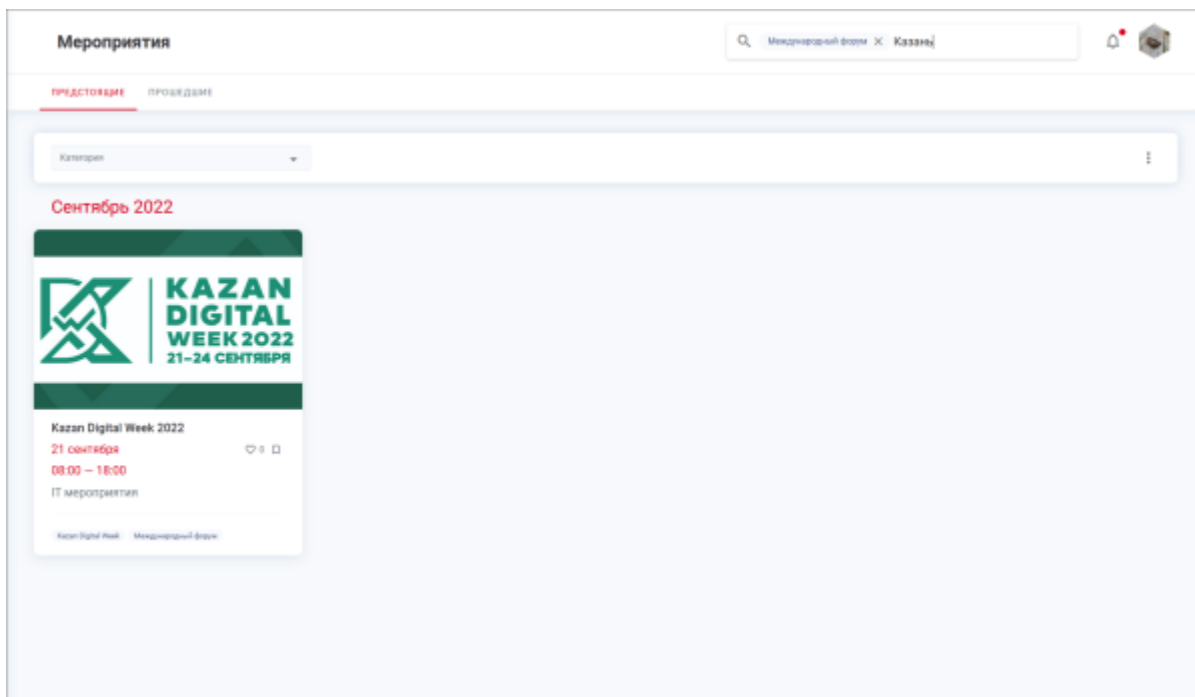 Мероприятия
Международный форум × Казань
ПРЕДСТОЯЩИЕ ПРОШЕДШИЕ
Категория
Сентябрь 2022
KAZAN
DIGITAL
WEEK 2022
21–24 СЕНТЯБРЯ
Kazan Digital Week 2022
21 сентября
0
08:00 — 18:00
IT мероприятия
Kazan Digital Week Международный форум